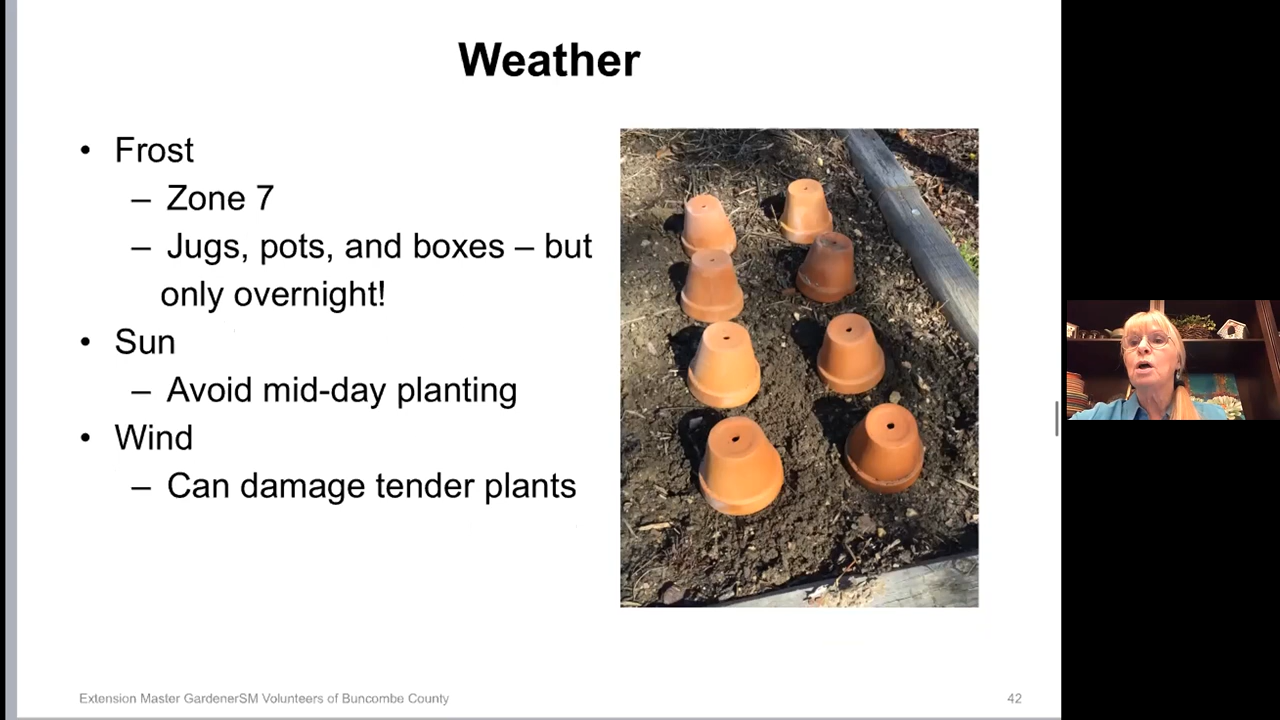 Weather
• Frost
– Zone 7
– Jugs, pots, and boxes – but
only overnight!
• Sun
– Avoid mid-day planting
• Wind
– Can damage tender plants
Extension Master GardenerSM Volunteers of Buncombe County
42